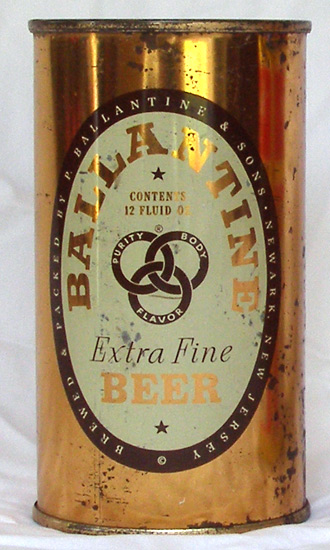 BREWED & PACKED BY P. BALLANTINE & SONS · NEWARK, NEW JERSEY
BALLANTINE
CONTENTS
12 FLUID OZ
®
PURITY BODY
FLAVOR
Extra Fine
BEER
©